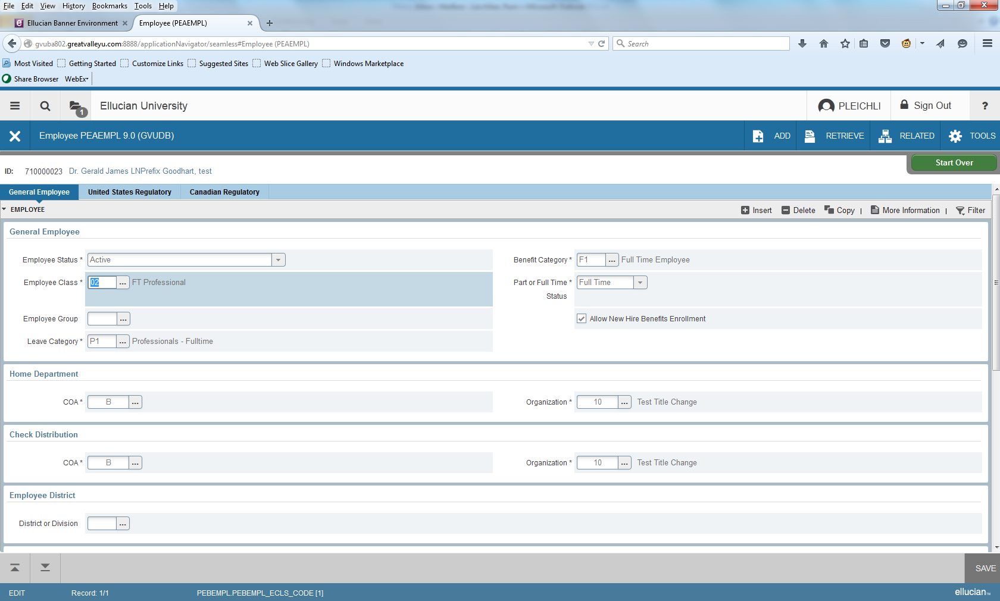 File Edit View History Bookmarks Tools Help
Ellucian Banner Environment × Employee (PEAEMPL) × +
gvuba802.greatvalleyu.com:8888/applicationNavigator/seamless#Employee (PEAEMPL) Search
Most Visited Getting Started Customize Links Suggested Sites Web Slice Gallery Windows Marketplace
Share Browser WebEx
1 Ellucian University PLEICHLI Sign Out ?
Employee PEAEMPL 9.0 (GVUDB) ADD RETRIEVE RELATED TOOLS
Start Over
ID: 710000023 Dr. Gerald James LNPrefix Goodhart, test
General Employee United States Regulatory Canadian Regulatory
EMPLOYEE Insert Delete Copy | More Information | Filter
General Employee
Employee Status * Active Benefit Category * F1 ... Full Time Employee
Employee Class * 02 ... FT Professional Part or Full Time * Full Time
Status
Employee Group ... Allow New Hire Benefits Enrollment
Leave Category * P1 ... Professionals - Fulltime
Home Department
COA * B ... Organization * 10 ... Test Title Change
Check Distribution
COA * B ... Organization * 10 ... Test Title Change
Employee District
District or Division ...
SAVE
EDIT Record: 1/1 PEBEMPL.PEBEMPL_ECLS_CODE [1] ellucian™